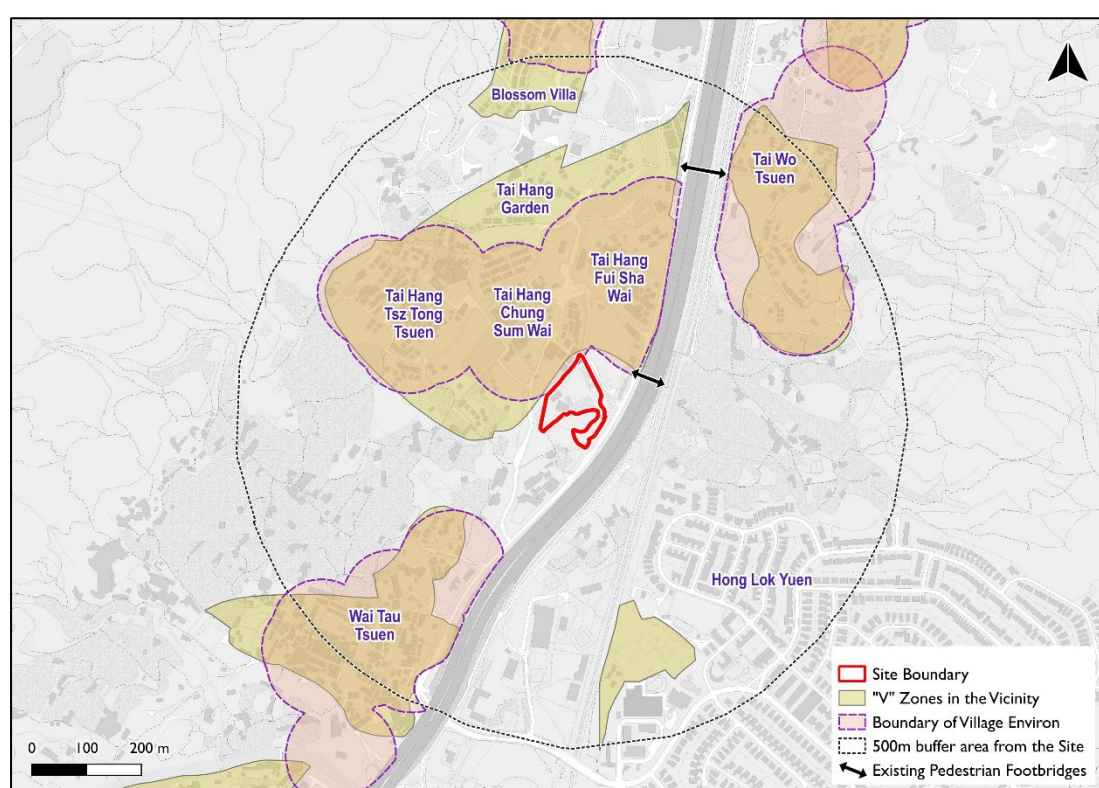 Blossom Villa
Tai Wo
Tsuen
Tai Hang
Garden
Tai Hang
Fui Sha
Wai
Tai Hang
Tsz Tong
Tsuen
Tai Hang
Chung
Sum Wai
Hong Lok Yuen
Wai Tau
Tsuen
Site Boundary
"V" Zones in the Vicinity
Boundary of Village Environ
500m buffer area from the Site
Existing Pedestrian Footbridges
0 100 200 m